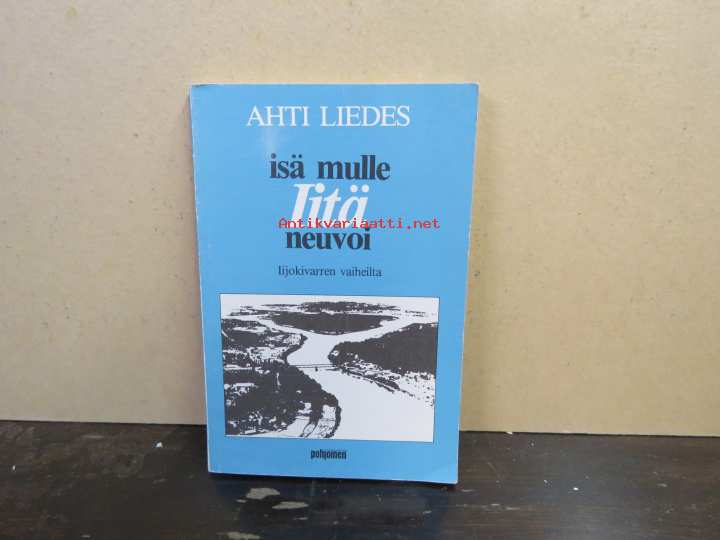 AHTI LIEDES
isä mulle
Iitä
Antikvariaatti.net
neuvoi
Iijokivarren vaiheilta
pohjoinen